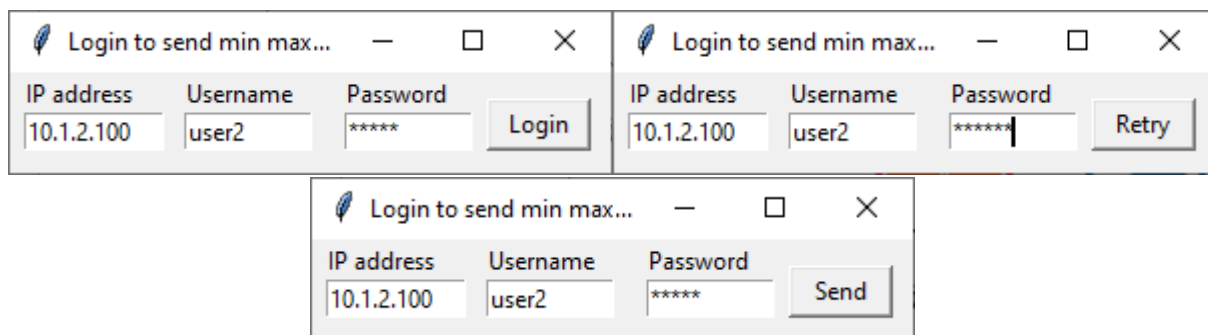 Login to send min max...
IP address Username Password
10.1.2.100 user2 ***** Login
Login to send min max...
IP address Username Password
10.1.2.100 user2 ****** Retry
Login to send min max...
IP address Username Password
10.1.2.100 user2 ***** Send